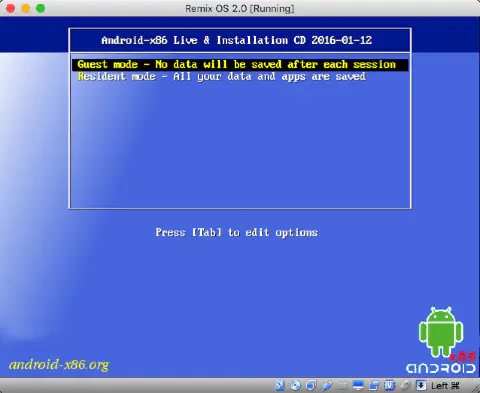 Remix OS 2.0 [Running]
Android-x86 Live & Installation CD 2016-01-12
Guest mode - No data will be saved after each session
Resident mode - All your data and apps are saved
Press [Tab] to edit options
android-x86.org
x86
ANDROID
Left ⌘